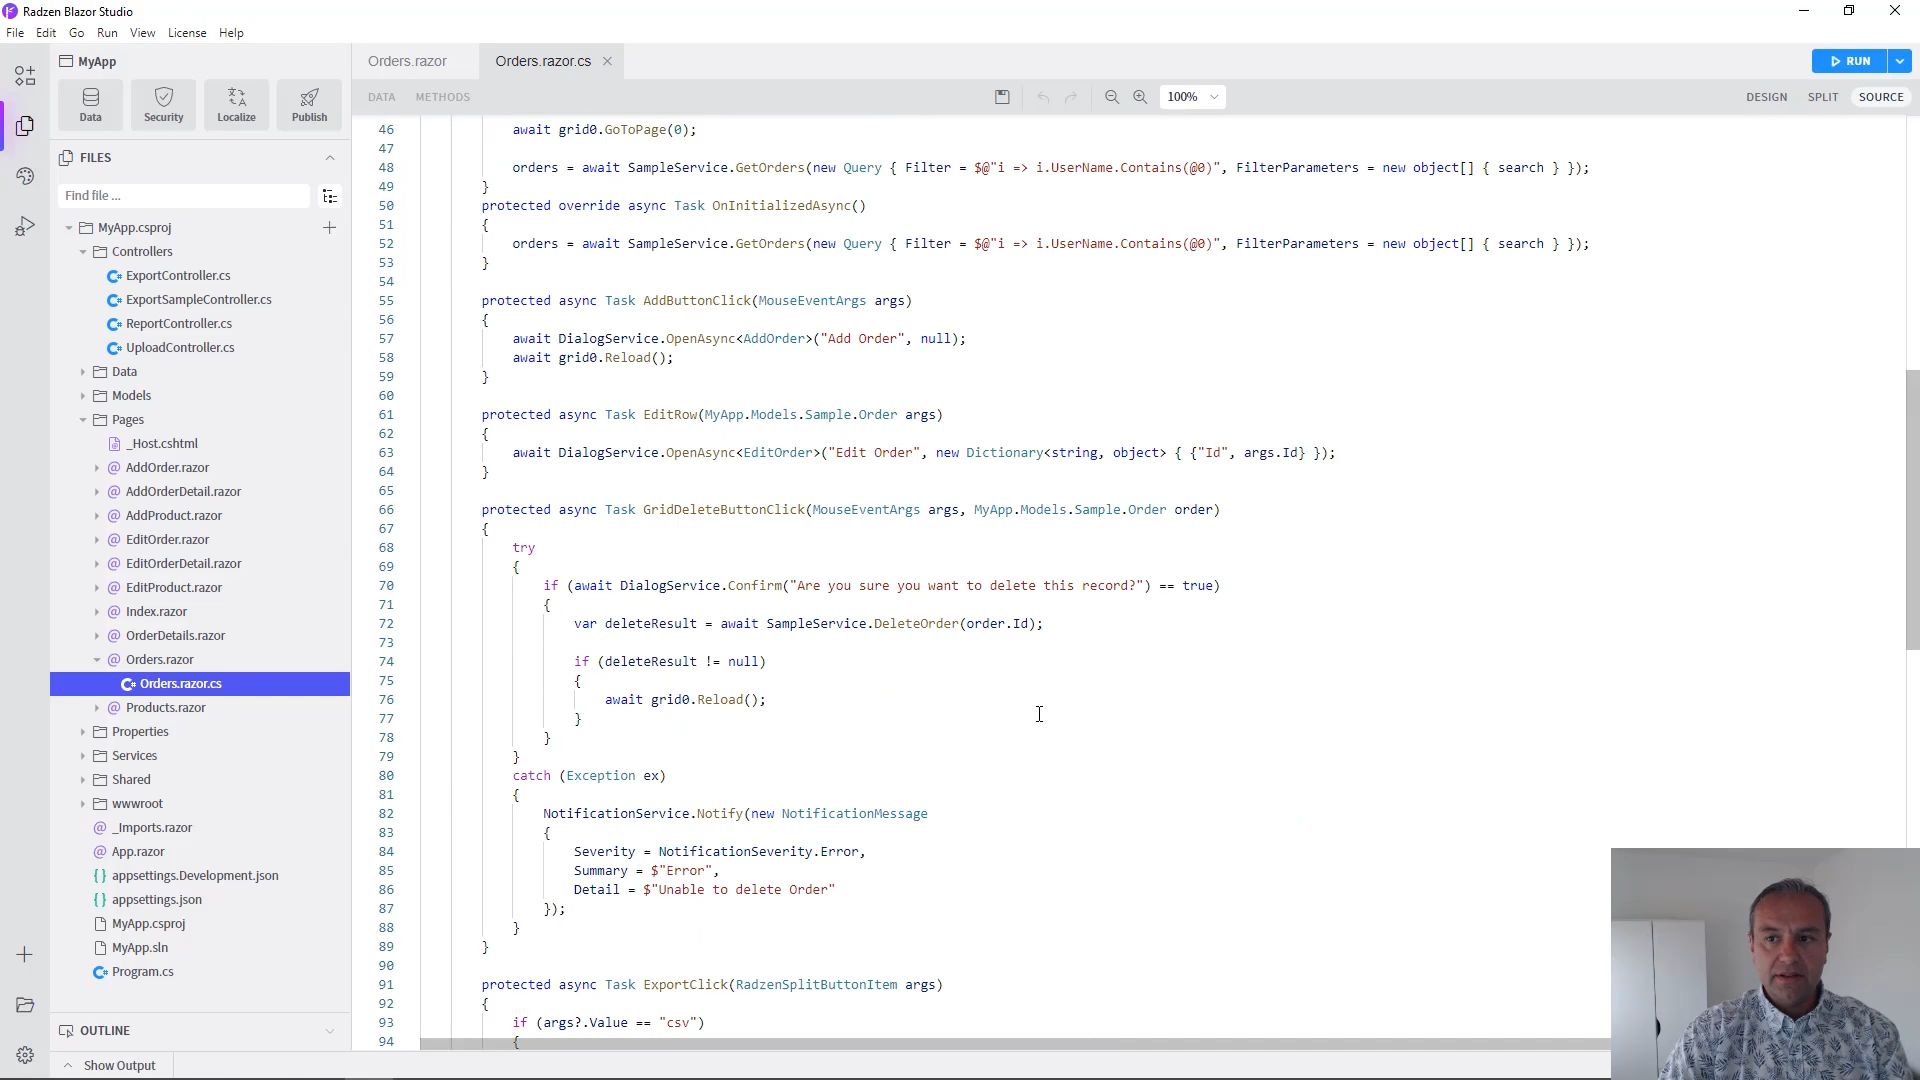 Radzen Blazor Studio
File Edit Go Run View License Help
MyApp
Data Security Localize Publish
FILES
Find file ...
MyApp.csproj
Controllers
ExportController.cs
ExportSampleController.cs
ReportController.cs
UploadController.cs
Data
Models
Pages
_Host.cshtml
AddOrder.razor
AddOrderDetail.razor
AddProduct.razor
EditOrder.razor
EditOrderDetail.razor
EditProduct.razor
Index.razor
OrderDetails.razor
Orders.razor
Orders.razor.cs
Products.razor
Properties
Services
Shared
wwwroot
_Imports.razor
App.razor
appsettings.Development.json
appsettings.json
MyApp.csproj
MyApp.sln
Program.cs
OUTLINE
Show Output
Orders.razor Orders.razor.cs
RUN
DATA METHODS 100% DESIGN SPLIT SOURCE
46 await grid0.GoToPage(0);
47
48 orders = await SampleService.GetOrders(new Query { Filter = $@"i => i.UserName.Contains(@0)", FilterParameters = new object[] { search } });
49 }
50 protected override async Task OnInitializedAsync()
51 {
52 orders = await SampleService.GetOrders(new Query { Filter = $@"i => i.UserName.Contains(@0)", FilterParameters = new object[] { search } });
53 }
54
55 protected async Task AddButtonClick(MouseEventArgs args)
56 {
57 await DialogService.OpenAsync<AddOrder>("Add Order", null);
58 await grid0.Reload();
59 }
60
61 protected async Task EditRow(MyApp.Models.Sample.Order args)
62 {
63 await DialogService.OpenAsync<EditOrder>("Edit Order", new Dictionary<string, object> { {"Id", args.Id} });
64 }
65
66 protected async Task GridDeleteButtonClick(MouseEventArgs args, MyApp.Models.Sample.Order order)
67 {
68 try
69 {
70 if (await DialogService.Confirm("Are you sure you want to delete this record?") == true)
71 {
72 var deleteResult = await SampleService.DeleteOrder(order.Id);
73
74 if (deleteResult != null)
75 {
76 await grid0.Reload();
77 }
78 }
79 }
80 catch (Exception ex)
81 {
82 NotificationService.Notify(new NotificationMessage
83 {
84 Severity = NotificationSeverity.Error,
85 Summary = $"Error",
86 Detail = $"Unable to delete Order"
87 });
88 }
89 }
90
91 protected async Task ExportClick(RadzenSplitButtonItem args)
92 {
93 if (args?.Value == "csv")
94 {